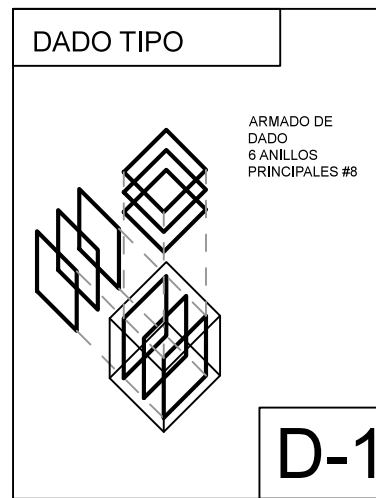 DADO TIPO
ARMADO DE
DADO
6 ANILLOS
PRINCIPALES #8
D-1